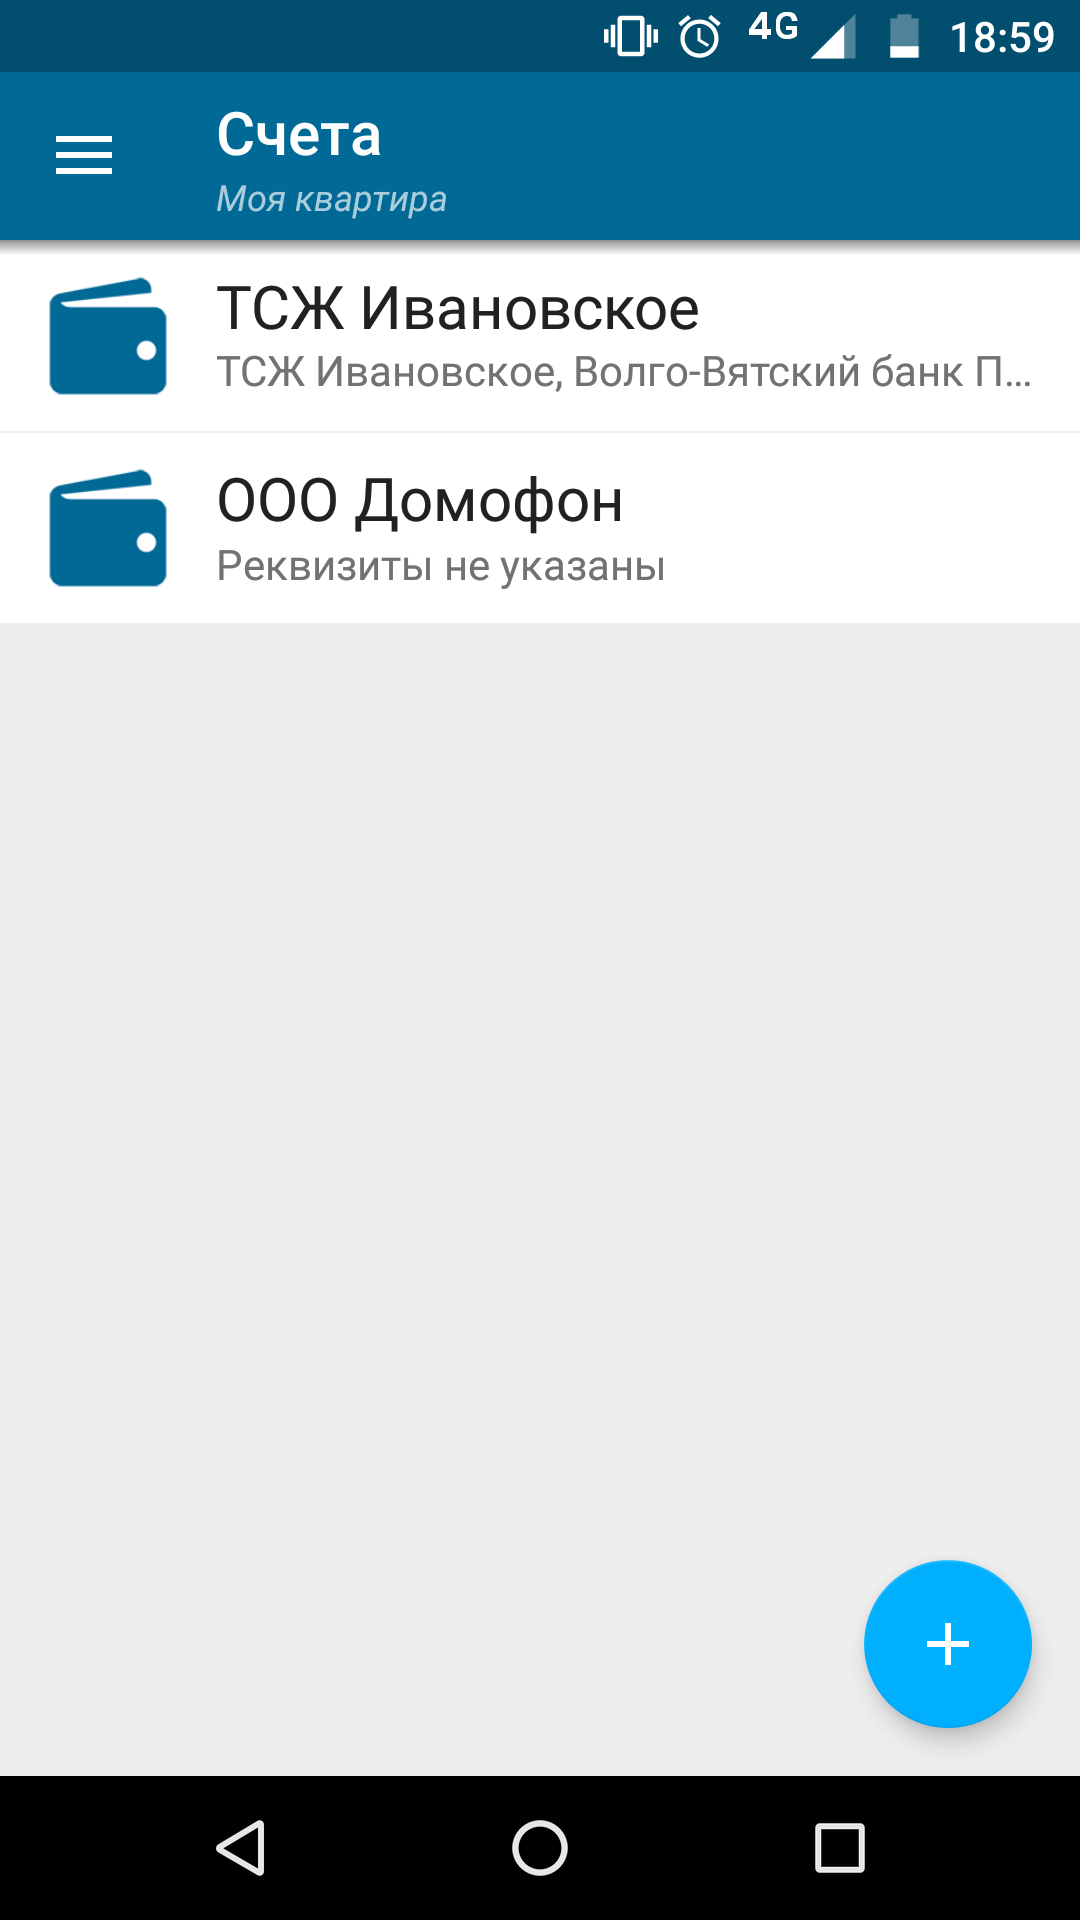 4G 18:59
Счета
Моя квартира
ТСЖ Ивановское
ТСЖ Ивановское, Волго-Вятский банк П...
ООО Домофон
Реквизиты не указаны